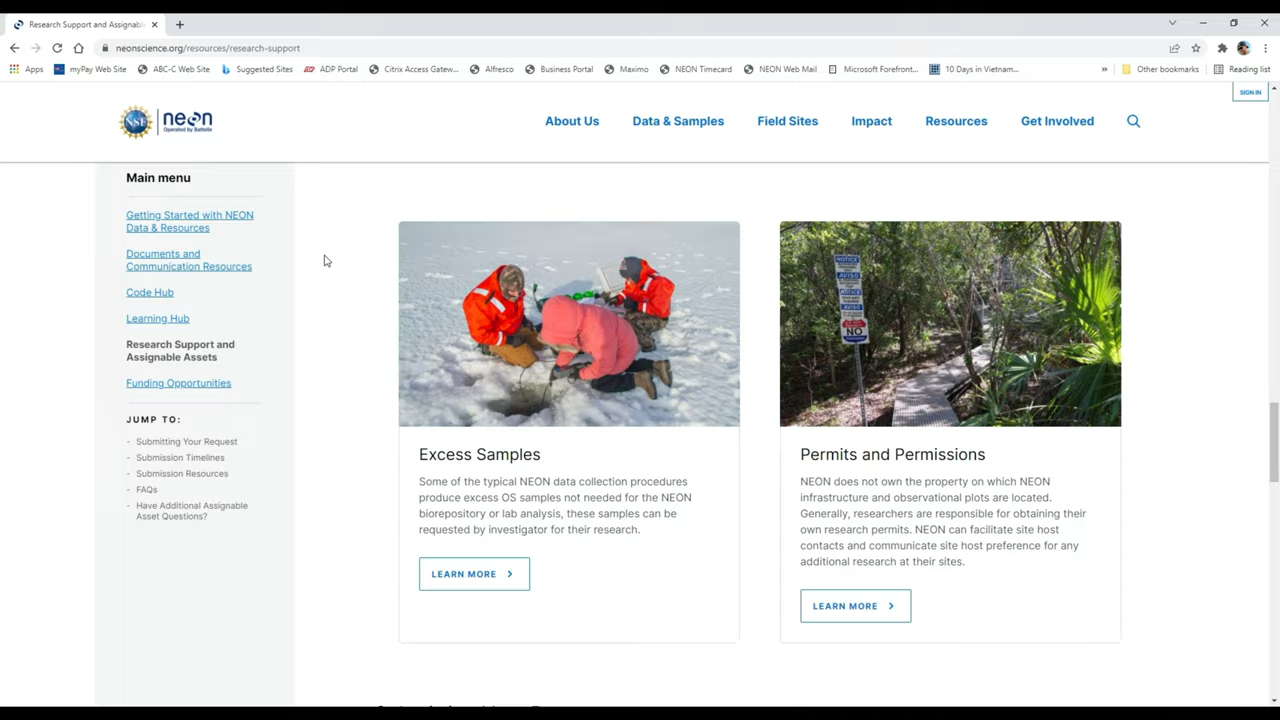 Research Support and Assignab
neonscience.org/resources/research-support
Apps
myPay Web Site
ABC-C Web Site
Suggested Sites
ADP Portal
Citrix Access Gatew...
Alfresco
Business Portal
Maximo
NEON Timecard
NEON Web Mail
Microsoft Forefront...
10 Days in Vietnam...
»
Other bookmarks
Reading list
SIGN IN
NSF
neon
Operated by Battelle
About Us
Data & Samples
Field Sites
Impact
Resources
Get Involved
Main menu
Getting Started with NEON
Data & Resources
Documents and
Communication Resources
Code Hub
Learning Hub
Research Support and
Assignable Assets
Funding Opportunities
JUMP TO:
- Submitting Your Request
- Submission Timelines
- Submission Resources
- FAQs
- Have Additional Assignable
Asset Questions?
Excess Samples
Some of the typical NEON data collection procedures
produce excess OS samples not needed for the NEON
biorepository or lab analysis, these samples can be
requested by investigator for their research.
LEARN MORE
NOTICE
AVISO
NO
Permits and Permissions
NEON does not own the property on which NEON
infrastructure and observational plots are located.
Generally, researchers are responsible for obtaining their
own research permits. NEON can facilitate site host
contacts and communicate site host preference for any
additional research at their sites.
LEARN MORE